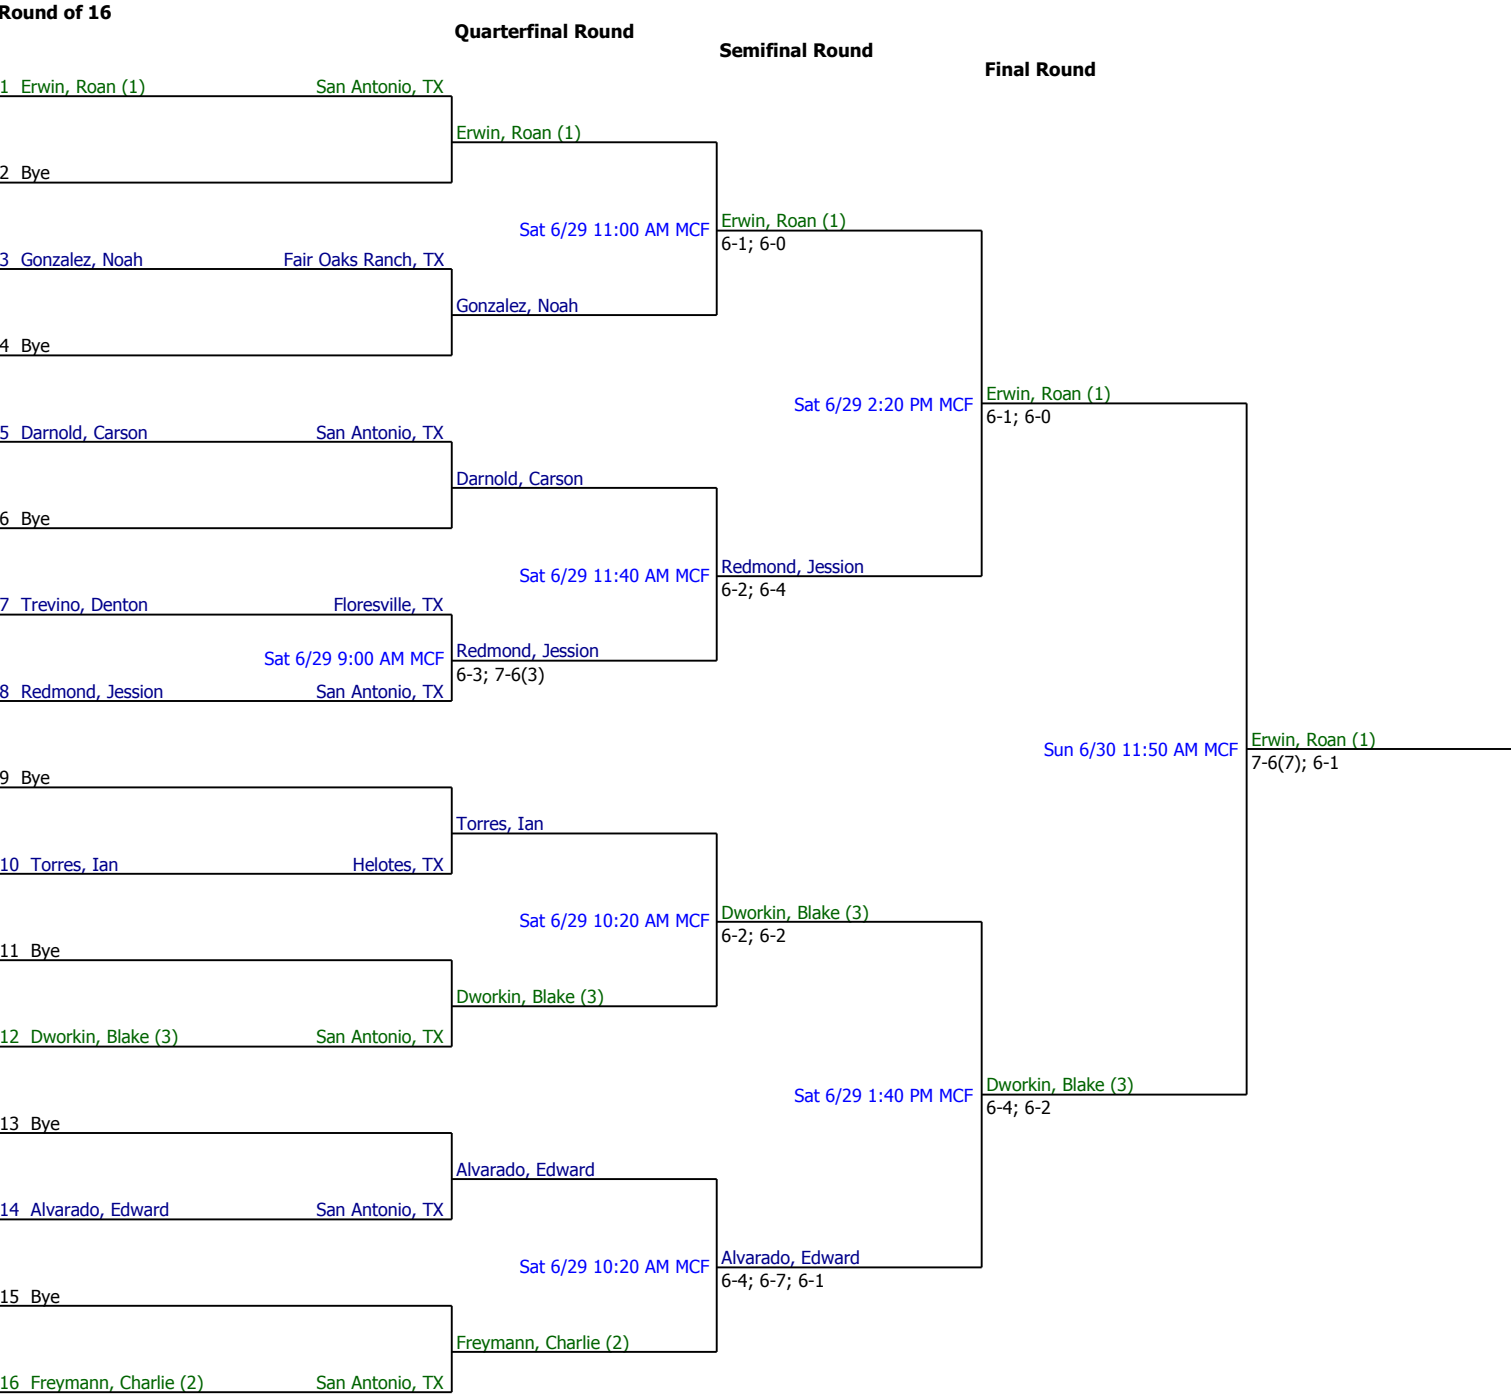 Round of 16
Quarterfinal Round
Semifinal Round
Final Round
1 Erwin, Roan (1) San Antonio, TX
Erwin, Roan (1)
2 Bye
Sat 6/29 11:00 AM MCF Erwin, Roan (1)
6-1; 6-0
3 Gonzalez, Noah Fair Oaks Ranch, TX
Gonzalez, Noah
4 Bye
Sat 6/29 2:20 PM MCF Erwin, Roan (1)
6-1; 6-0
5 Darnold, Carson San Antonio, TX
Darnold, Carson
6 Bye
Sat 6/29 11:40 AM MCF Redmond, Jession
6-2; 6-4
7 Trevino, Denton Floresville, TX
Sat 6/29 9:00 AM MCF Redmond, Jession
6-3; 7-6(3)
8 Redmond, Jession San Antonio, TX
Sun 6/30 11:50 AM MCF Erwin, Roan (1)
7-6(7); 6-1
9 Bye
Torres, Ian
10 Torres, Ian Helotes, TX
Sat 6/29 10:20 AM MCF Dworkin, Blake (3)
6-2; 6-2
11 Bye
Dworkin, Blake (3)
12 Dworkin, Blake (3) San Antonio, TX
Sat 6/29 1:40 PM MCF Dworkin, Blake (3)
6-4; 6-2
13 Bye
Alvarado, Edward
14 Alvarado, Edward San Antonio, TX
Sat 6/29 10:20 AM MCF Alvarado, Edward
6-4; 6-7; 6-1
15 Bye
Freymann, Charlie (2)
16 Freymann, Charlie (2) San Antonio, TX